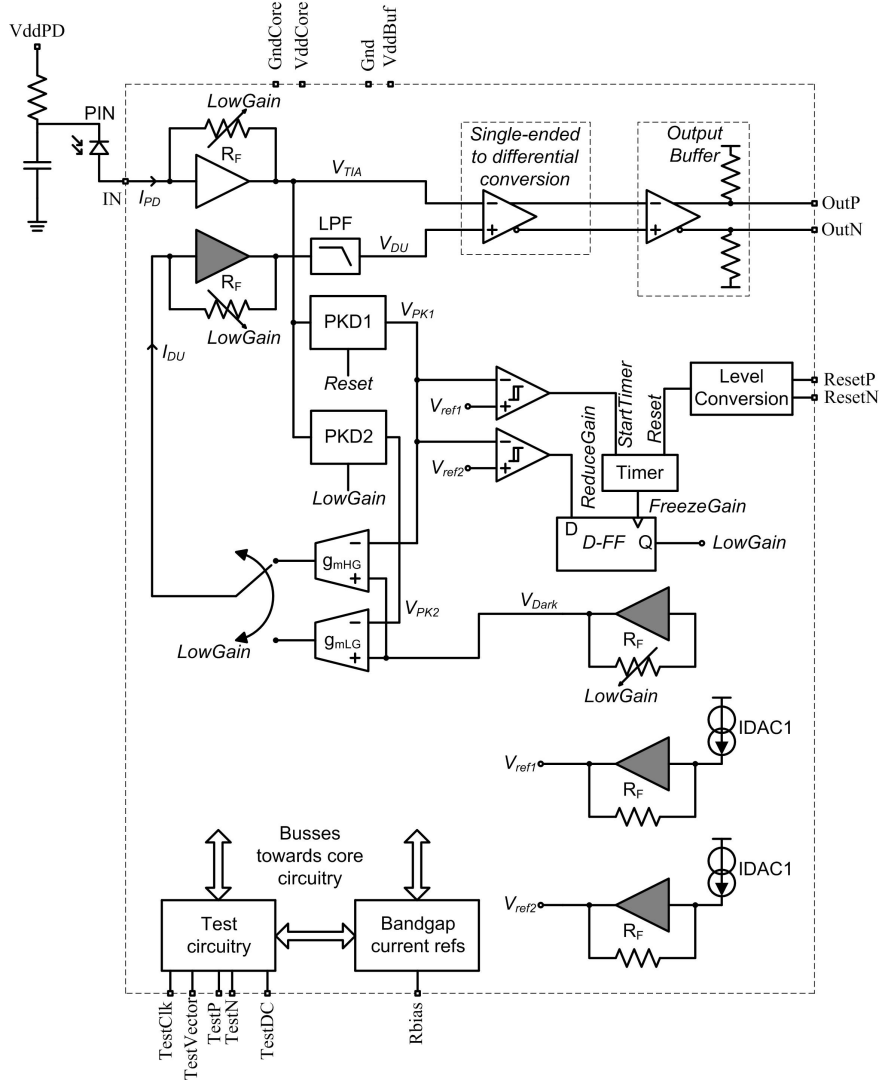 VddPD
GndCore
VddCore
Gnd
VddBuf
LowGain
PIN
RF
VTIA
Single-ended
to differential
conversion
Output
Buffer
IN
IPD
OutP
OutN
LPF
VDU
RF
LowGain
IDU
PKD1
VPK1
Reset
Vref1
StartTimer
Reset
Level
Conversion
ResetP
ResetN
PKD2
LowGain
Vref2
ReduceGain
Timer
FreezeGain
D
D-FF
Q
LowGain
gmHG
VPK2
VDark
gmLG
LowGain
RF
LowGain
IDAC1
Vref1
RF
Busses
towards core
circuitry
IDAC1
Vref2
RF
Test
circuitry
Bandgap
current refs
TestClk
TestVector
TestP
TestN
TestDC
Rbias